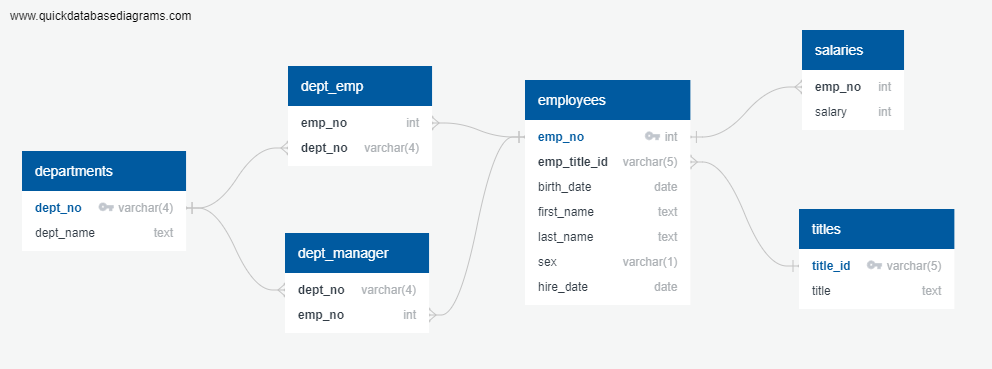 www.quickdatabasediagrams.com
departments
dept_no varchar(4)
dept_name text
dept_emp
emp_no int
dept_no varchar(4)
dept_manager
dept_no varchar(4)
emp_no int
employees
emp_no int
emp_title_id varchar(5)
birth_date date
first_name text
last_name text
sex varchar(1)
hire_date date
salaries
emp_no int
salary int
titles
title_id varchar(5)
title text